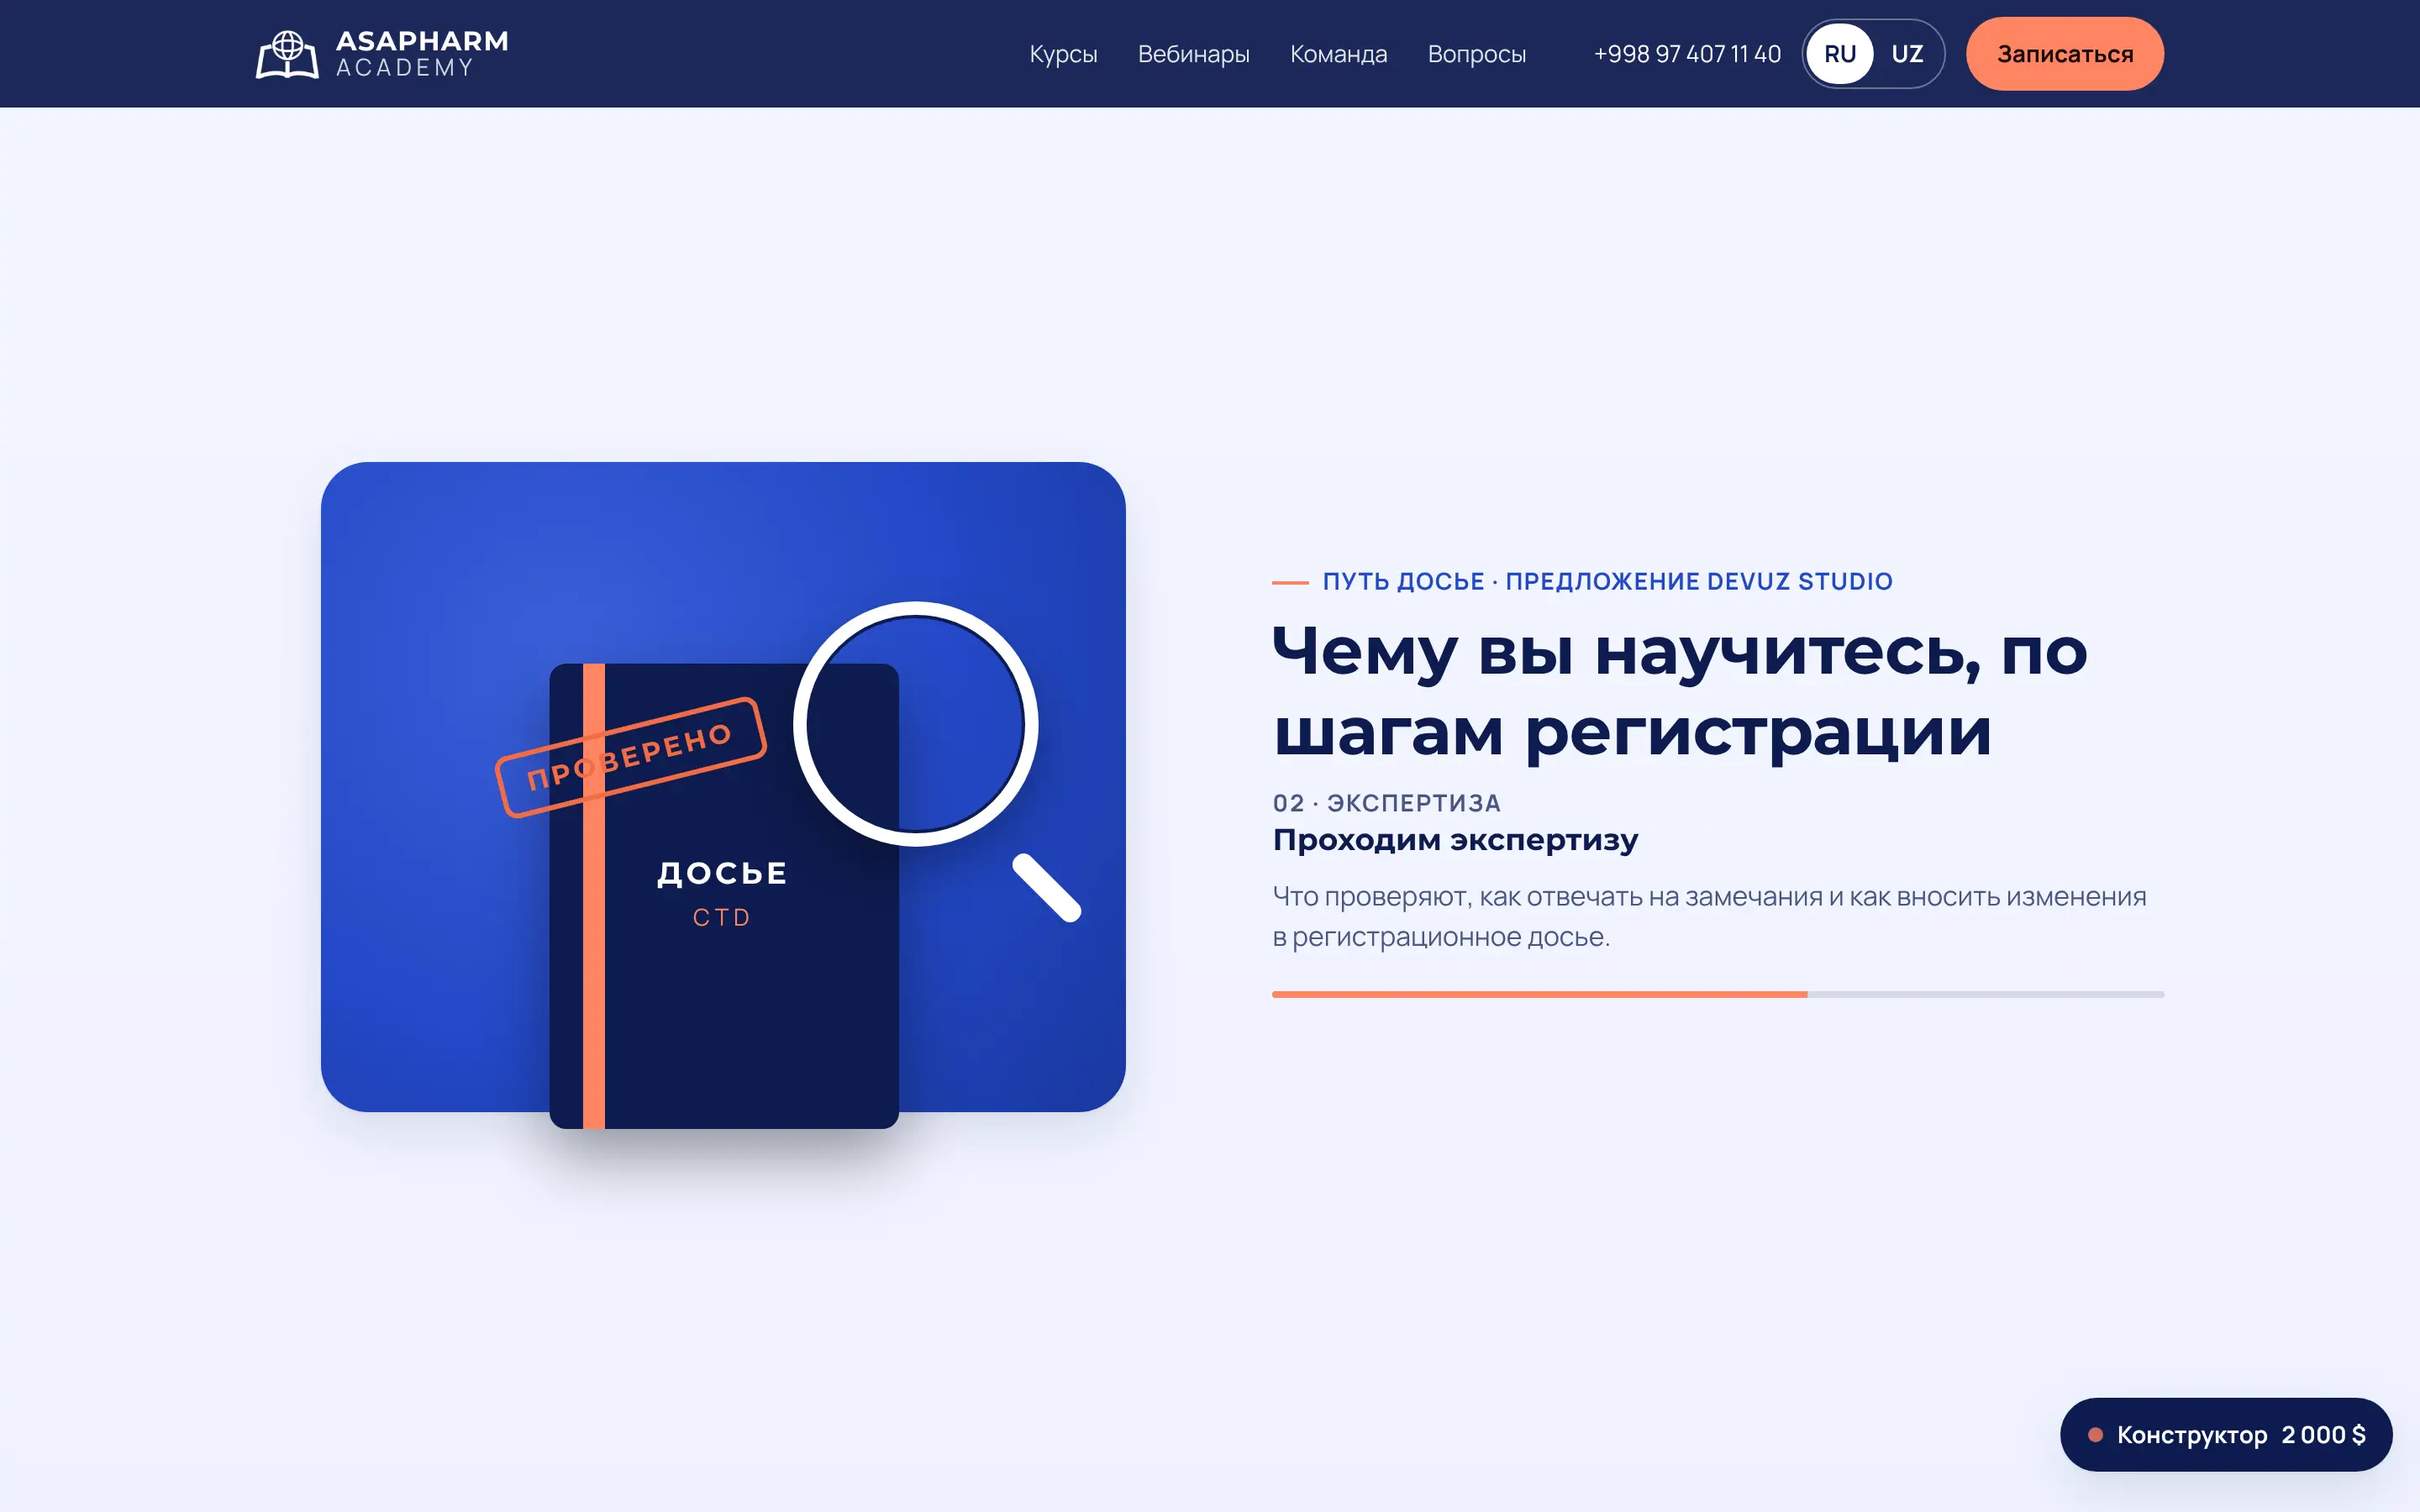 ASAPHARM
ACADEMY
Курсы
Вебинары
Команда
Вопросы
+998 97 407 11 40
RU
UZ
Записаться
ПРОВЕРЕНО
ДОСЬЕ
CTD
ПУТЬ ДОСЬЕ · ПРЕДЛОЖЕНИЕ DEVUZ STUDIO
Чему вы научитесь, по
шагам регистрации
02 · ЭКСПЕРТИЗА
Проходим экспертизу
Что проверяют, как отвечать на замечания и как вносить изменения
в регистрационное досье.
Конструктор 2 000 $